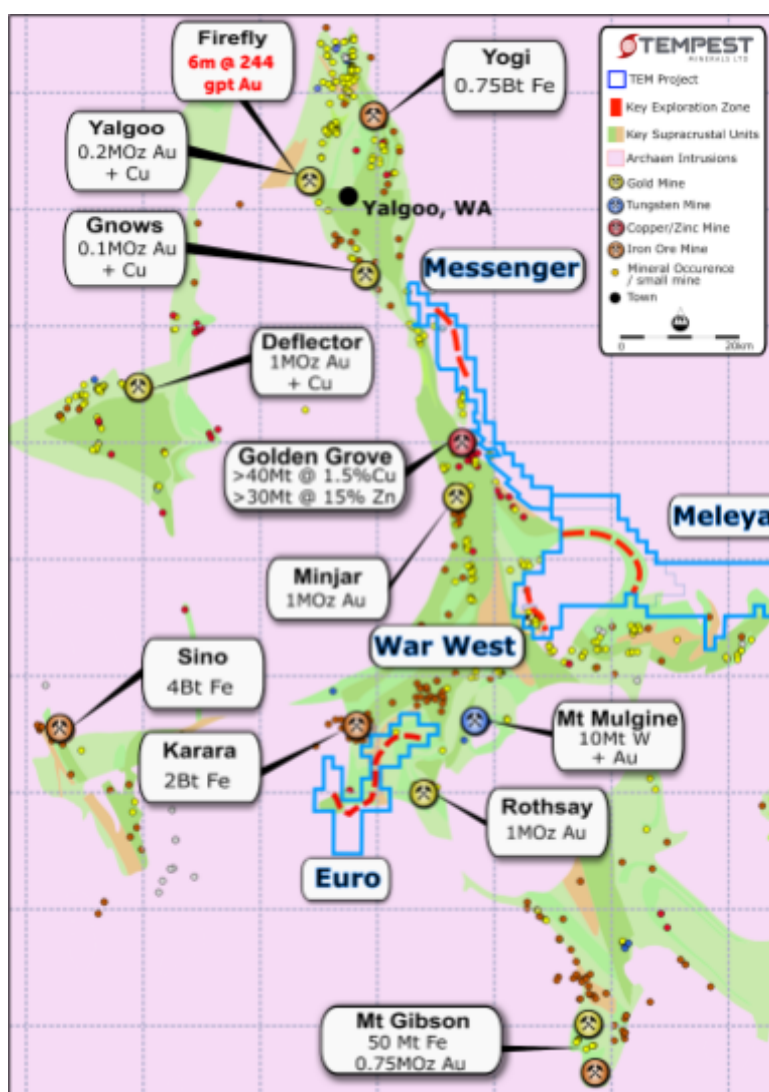 Firefly
6m @ 244
gpt Au
Yogi
0.75Bt Fe
Yalgoo
0.2MOz Au
+ Cu
Yalgoo, WA
Gnows
0.1MOz Au
+ Cu
Messenger
Deflector
1MOz Au
+ Cu
Golden Grove
>40Mt @ 1.5%Cu
>30Mt @ 15% Zn
Meleya
Minjar
1MOz Au
War West
Sino
4Bt Fe
Karara
2Bt Fe
Mt Mulgine
10Mt W
+ Au
Rothsay
1MOz Au
Euro
Mt Gibson
50 Mt Fe
0.75MOz Au
TEMPEST
MINERALS LTD
TEM Project
Key Exploration Zone
Key Supracrustal Units
Archaen Intrusions
Gold Mine
Tungsten Mine
Copper/Zinc Mine
Iron Ore Mine
Mineral Occurence
/ small mine
Town
0 20km